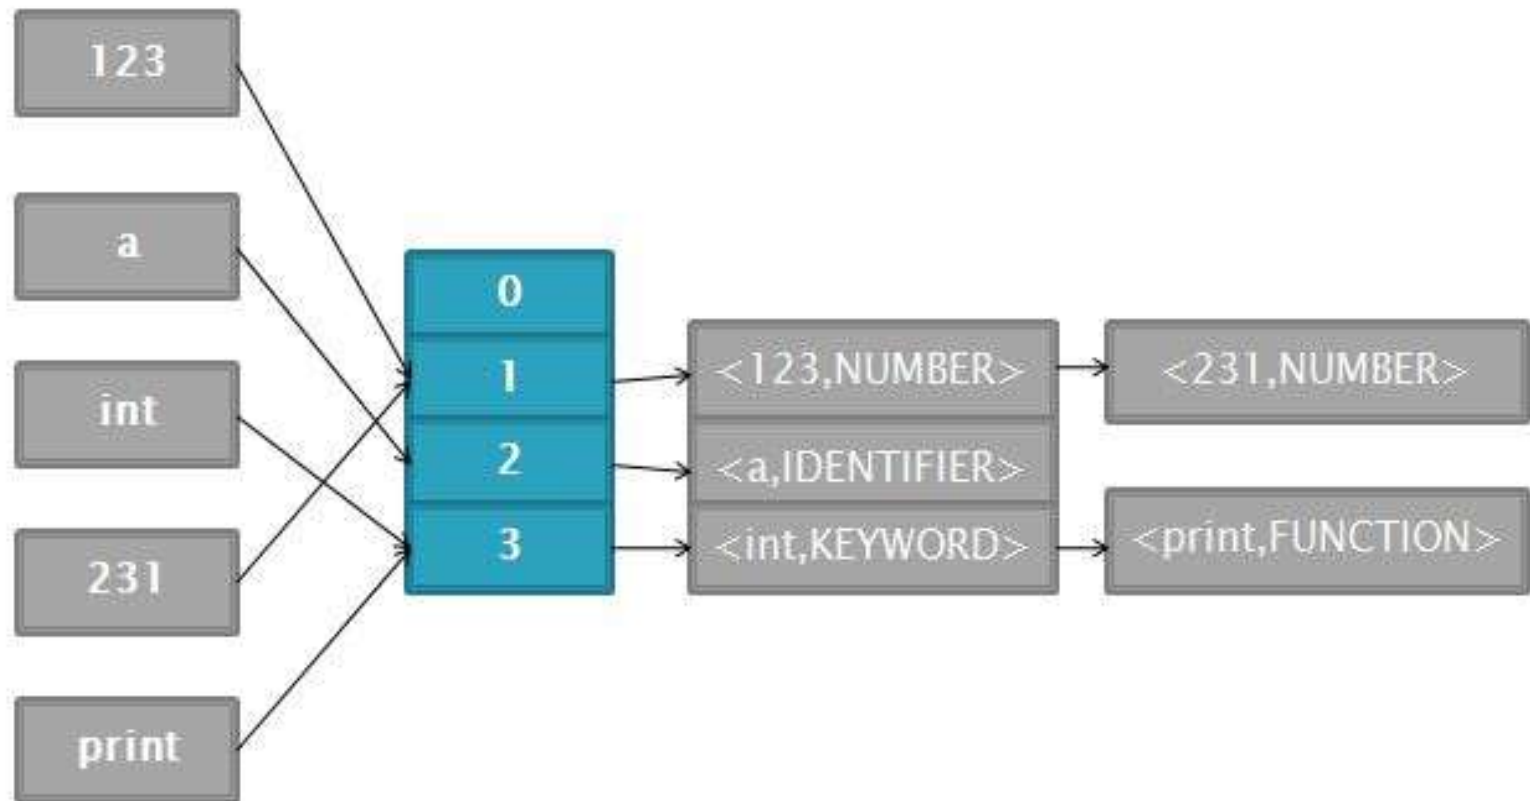 123
a
int
231
print
0
1
2
3
<123,NUMBER>
<231,NUMBER>
<a,IDENTIFIER>
<int,KEYWORD>
<print,FUNCTION>